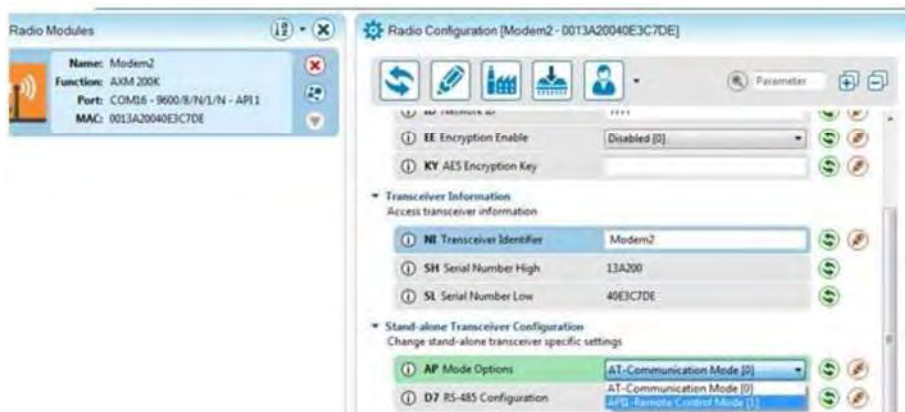 Radio Modules
Name: Modem2
Function: AXM 200K
Port: COM16 - 9600/8/N/1/N - API 1
MAC: 0013A20040E3C7DE
Radio Configuration [Modem2 - 0013A20040E3C7DE]
Parameter
EE Encryption Enable
Disabled [0]
KY AES Encryption Key
Transceiver Information
Access transceiver information
NI Transceiver Identifier
Modem2
SH Serial Number High
13A200
SL Serial Number Low
40E3C7DE
Stand-alone Transceiver Configuration
Change stand-alone transceiver specific settings
AP Mode Options
AT-Communication Mode [0]
AT-Communication Mode [0]
D7 RS-485 Configuration
-Remote Control Mode [1]